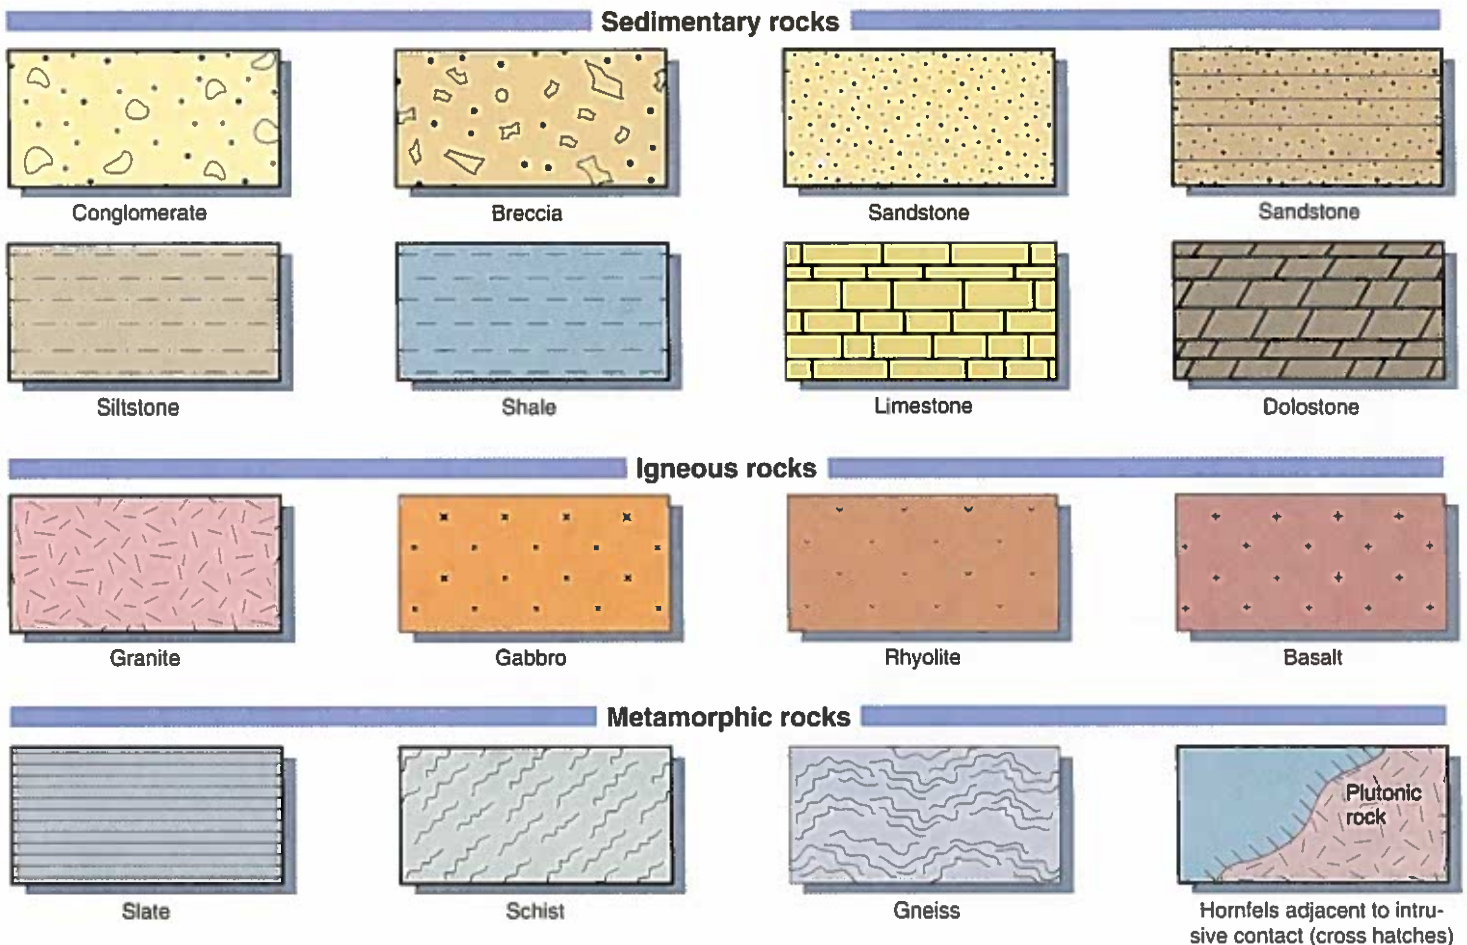 Sedimentary rocks
Conglomerate
Breccia
Sandstone
Sandstone
Siltstone
Shale
Limestone
Dolostone
Igneous rocks
Granite
Gabbro
Rhyolite
Basalt
Metamorphic rocks
Plutonic
rock
Slate
Schist
Gneiss
Hornfels adjacent to intru-
sive contact (cross hatches)